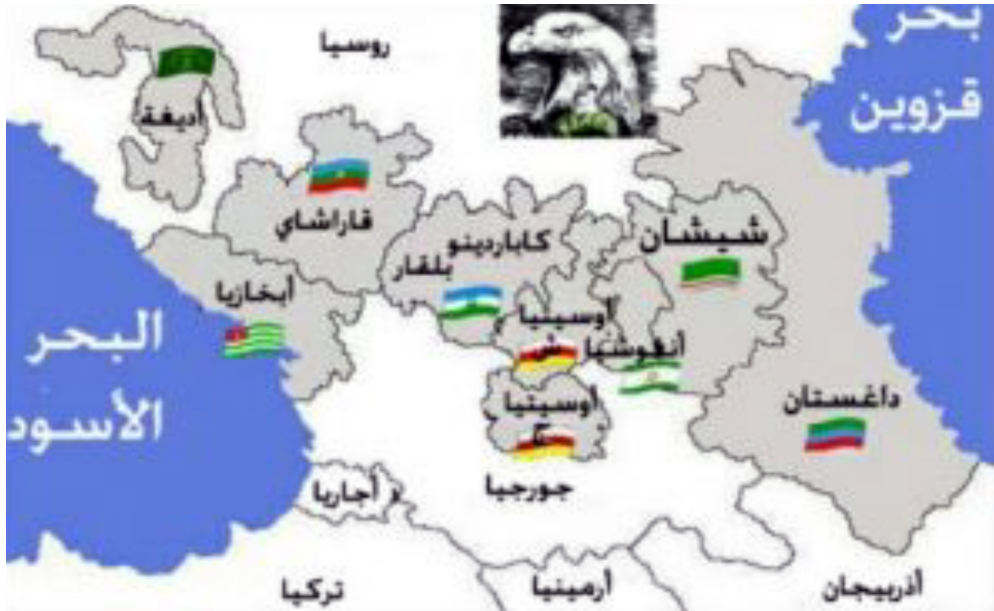 بحر
قزوين
روسيا
أديغة
قاراشاي
كاباردينو
بلقار
شيشان
أبخازيا
أوسيتيا
ش
أنغوشيا
البحر
الأسود
أوسيتيا
ج
داغستان
جورجيا
أجاريا
تركيا
أرمينيا
أذربيجان